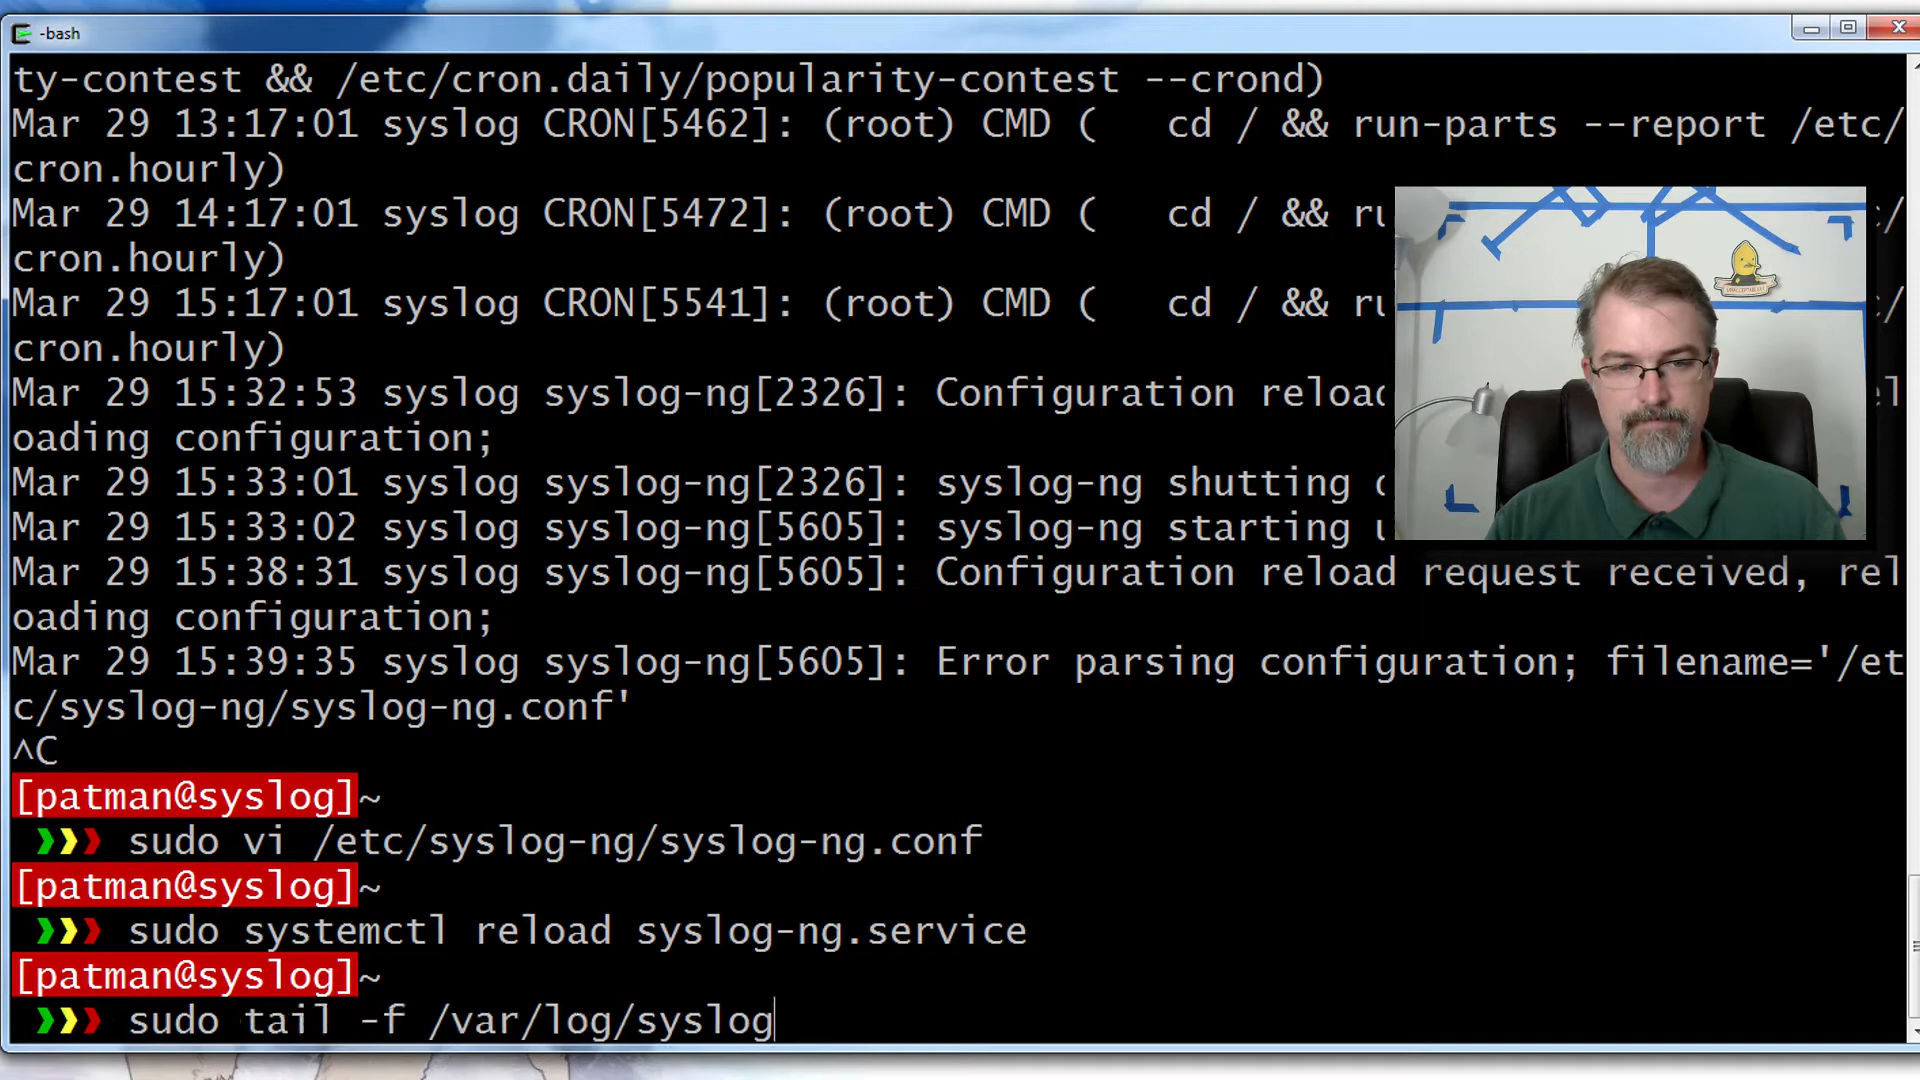 -bash
ty-contest && /etc/cron.daily/popularity-contest --crond)
Mar 29 13:17:01 syslog CRON[5462]: (root) CMD (   cd / && run-parts --report /etc/
cron.hourly)
Mar 29 14:17:01 syslog CRON[5472]: (root) CMD (   cd / && ru
cron.hourly)
Mar 29 15:17:01 syslog CRON[5541]: (root) CMD (   cd / && ru
cron.hourly)
Mar 29 15:32:53 syslog syslog-ng[2326]: Configuration reload
oading configuration;
Mar 29 15:33:01 syslog syslog-ng[2326]: syslog-ng shutting
Mar 29 15:33:02 syslog syslog-ng[5605]: syslog-ng starting
Mar 29 15:38:31 syslog syslog-ng[5605]: Configuration reload request received, rel
oading configuration;
Mar 29 15:39:35 syslog syslog-ng[5605]: Error parsing configuration; filename='/et
c/syslog-ng/syslog-ng.conf'
^C
[patman@syslog]~
❯❯❯ sudo vi /etc/syslog-ng/syslog-ng.conf
[patman@syslog]~
❯❯❯ sudo systemctl reload syslog-ng.service
[patman@syslog]~
❯❯❯ sudo tail -f /var/log/syslog